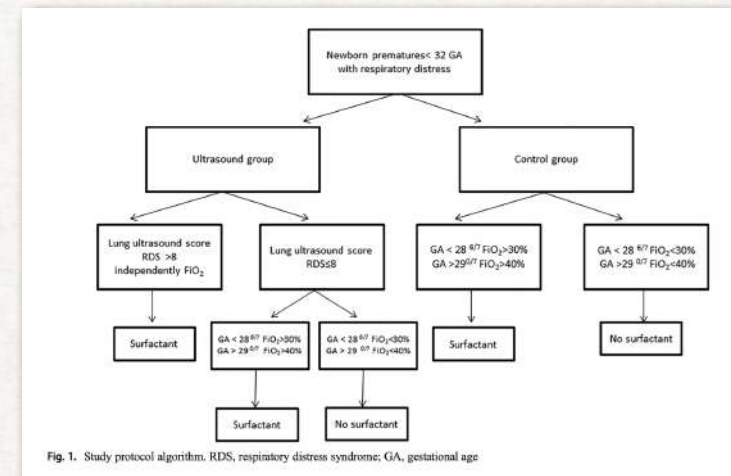 Newborn prematures< 32 GA
with respiratory distress
Ultrasound group
Control group
Lung ultrasound score
RDS >8
independently FiO₂
Lung ultrasound score
RDS≤8
GA < 28 ⁶/⁷ FiO₂>30%
GA >29⁰/⁷ FiO₂>40%
GA < 28 ⁶/⁷ FiO₂<30%
GA >29 ⁰/⁷ FiO₂<40%
Surfactant
GA < 28 ⁶/⁷ FiO₂>30%
GA > 29 ⁰/⁷ FiO₂>40%
GA < 28 ⁶/⁷ FiO₂<30%
GA > 29 ⁰/⁷ FiO₂<40%
Surfactant
No surfactant
Surfactant
No surfactant
Fig. 1. Study protocol algorithm. RDS, respiratory distress syndrome; GA, gestational age